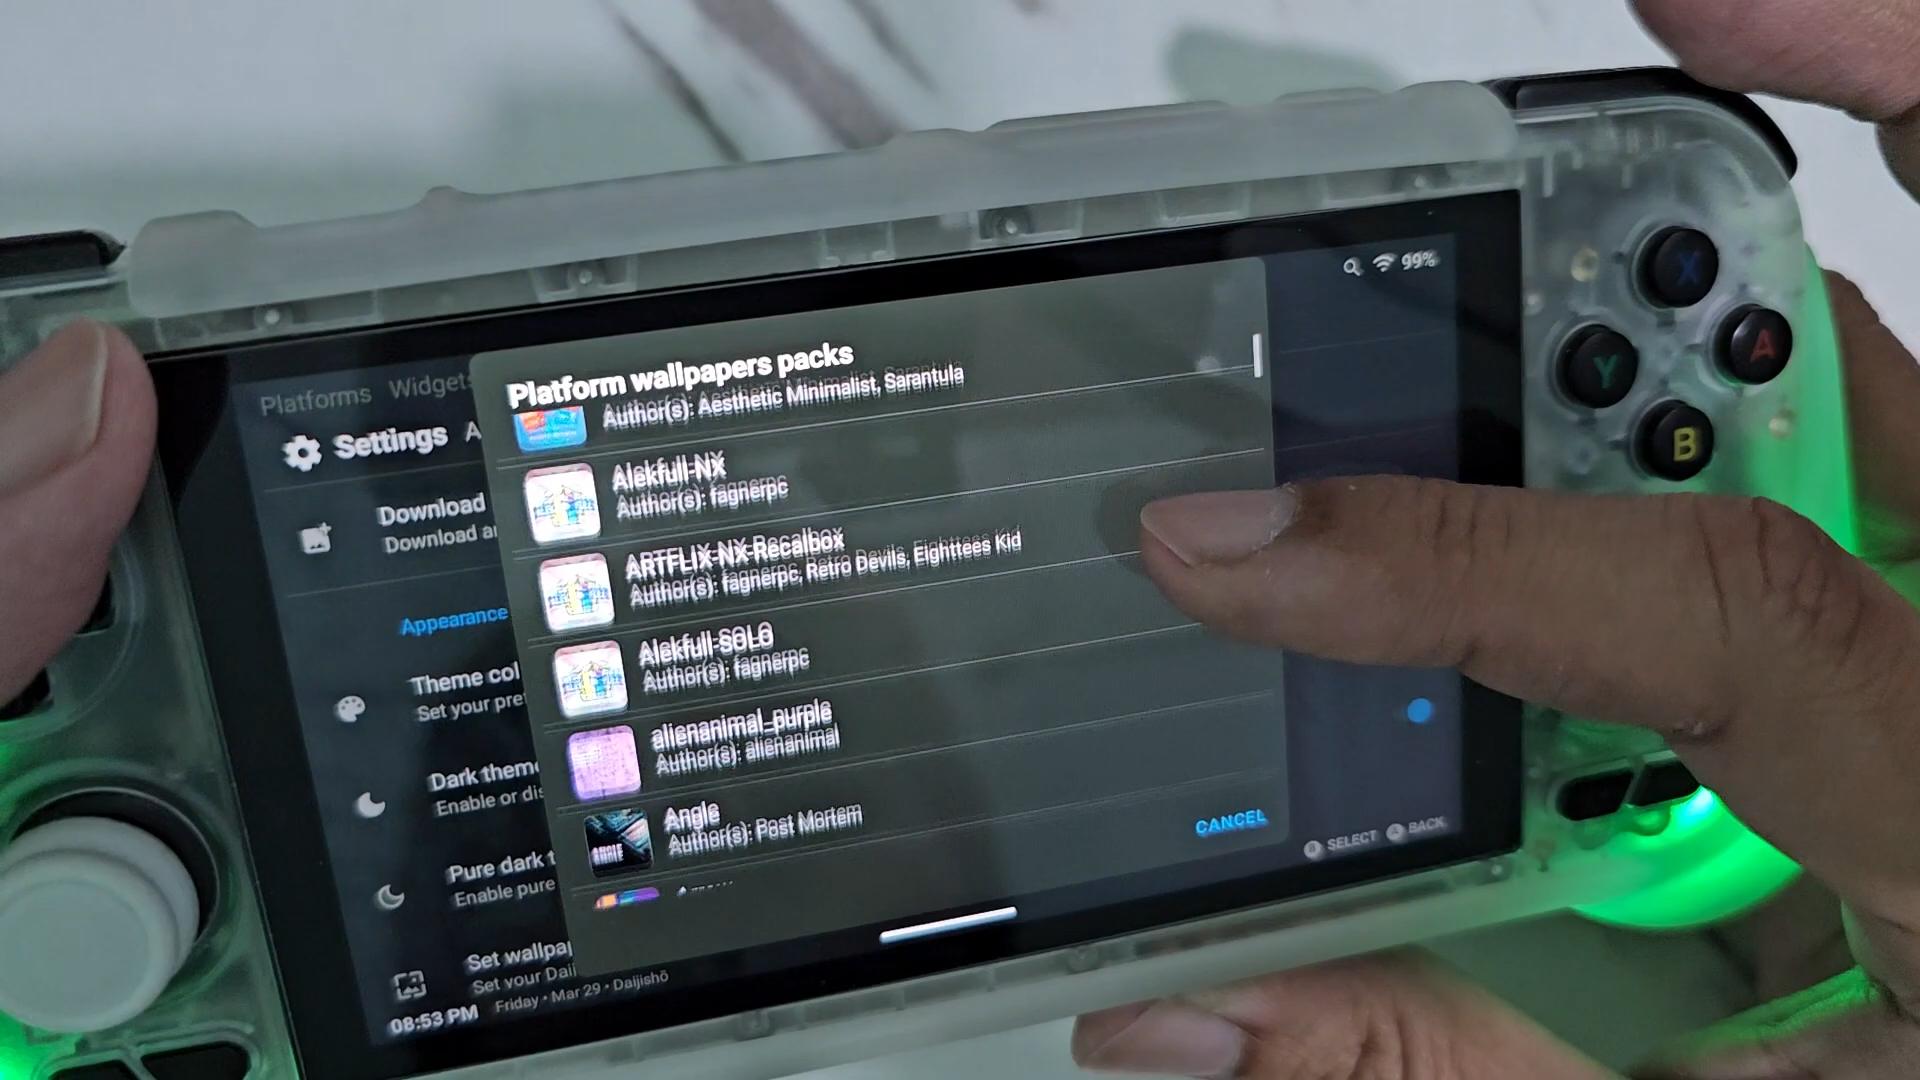 99%
Platforms Widgets
Settings
Download
Download a
Appearance
Theme col
Set your pre
Dark theme
Enable or dis
Pure dark t
Enable pure
Set wallpap
Set your Daij
08:53 PM Friday • Mar 29 • Daijishō
Platform wallpapers packs
Author(s): Aesthetic Minimalist, Sarantula
Alekfull-NX
Author(s): fagnerpc
ARTFLIX-NX-Recalbox
Author(s): fagnerpc, Retro Devils, Eighttees Kid
Alekfull-SOLO
Author(s): fagnerpc
alienanimal_purple
Author(s): alienanimal
Angle
Author(s): Post Mortem
CANCEL
SELECT BACK
X
Y
A
B